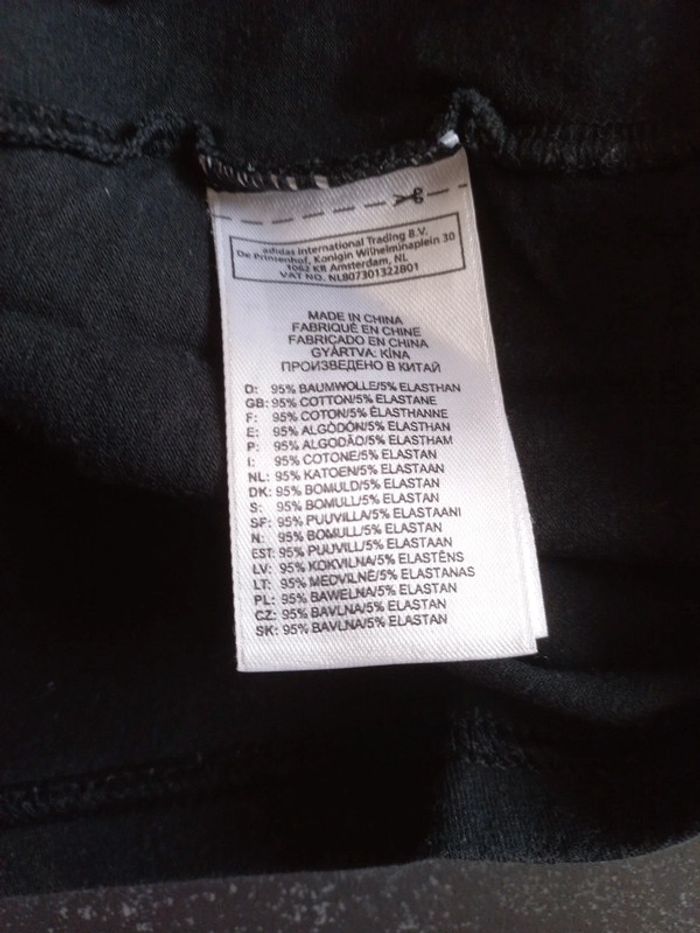 adidas International Trading B.V.
De Prinsenhof, Konigin Wilhelminaplein 30
1062 KR Amsterdam, NL
VAT NO. NL807301322B01
MADE IN CHINA
FABRIQUÉ EN CHINE
FABRICADO EN CHINA
GYÁRTVA: KÍNA
ПРОИЗВЕДЕНО В КИТАЙ
D: 95% BAUMWOLLE/5% ELASTHAN
GB: 95% COTTON/5% ELASTANE
F: 95% COTON/5% ÉLASTHANNE
E: 95% ALGODÓN/5% ELASTHAN
P: 95% ALGODÃO/5% ELASTHAM
I: 95% COTONE/5% ELASTAN
NL: 95% KATOEN/5% ELASTAAN
DK: 95% BOMULD/5% ELASTAN
S: 95% BOMULL/5% ELASTAN
SF: 95% PUUVILLA/5% ELASTAANI
N: 95% BOMULL/5% ELASTAN
EST: 95% PUUVILL/5% ELASTAAN
LV: 95% KOKVILNA/5% ELASTĒNS
LT: 95% MEDVILNĖ/5% ELASTANAS
PL: 95% BAWEŁNA/5% ELASTAN
CZ: 95% BAVLNA/5% ELASTAN
SK: 95% BAVLNA/5% ELASTAN